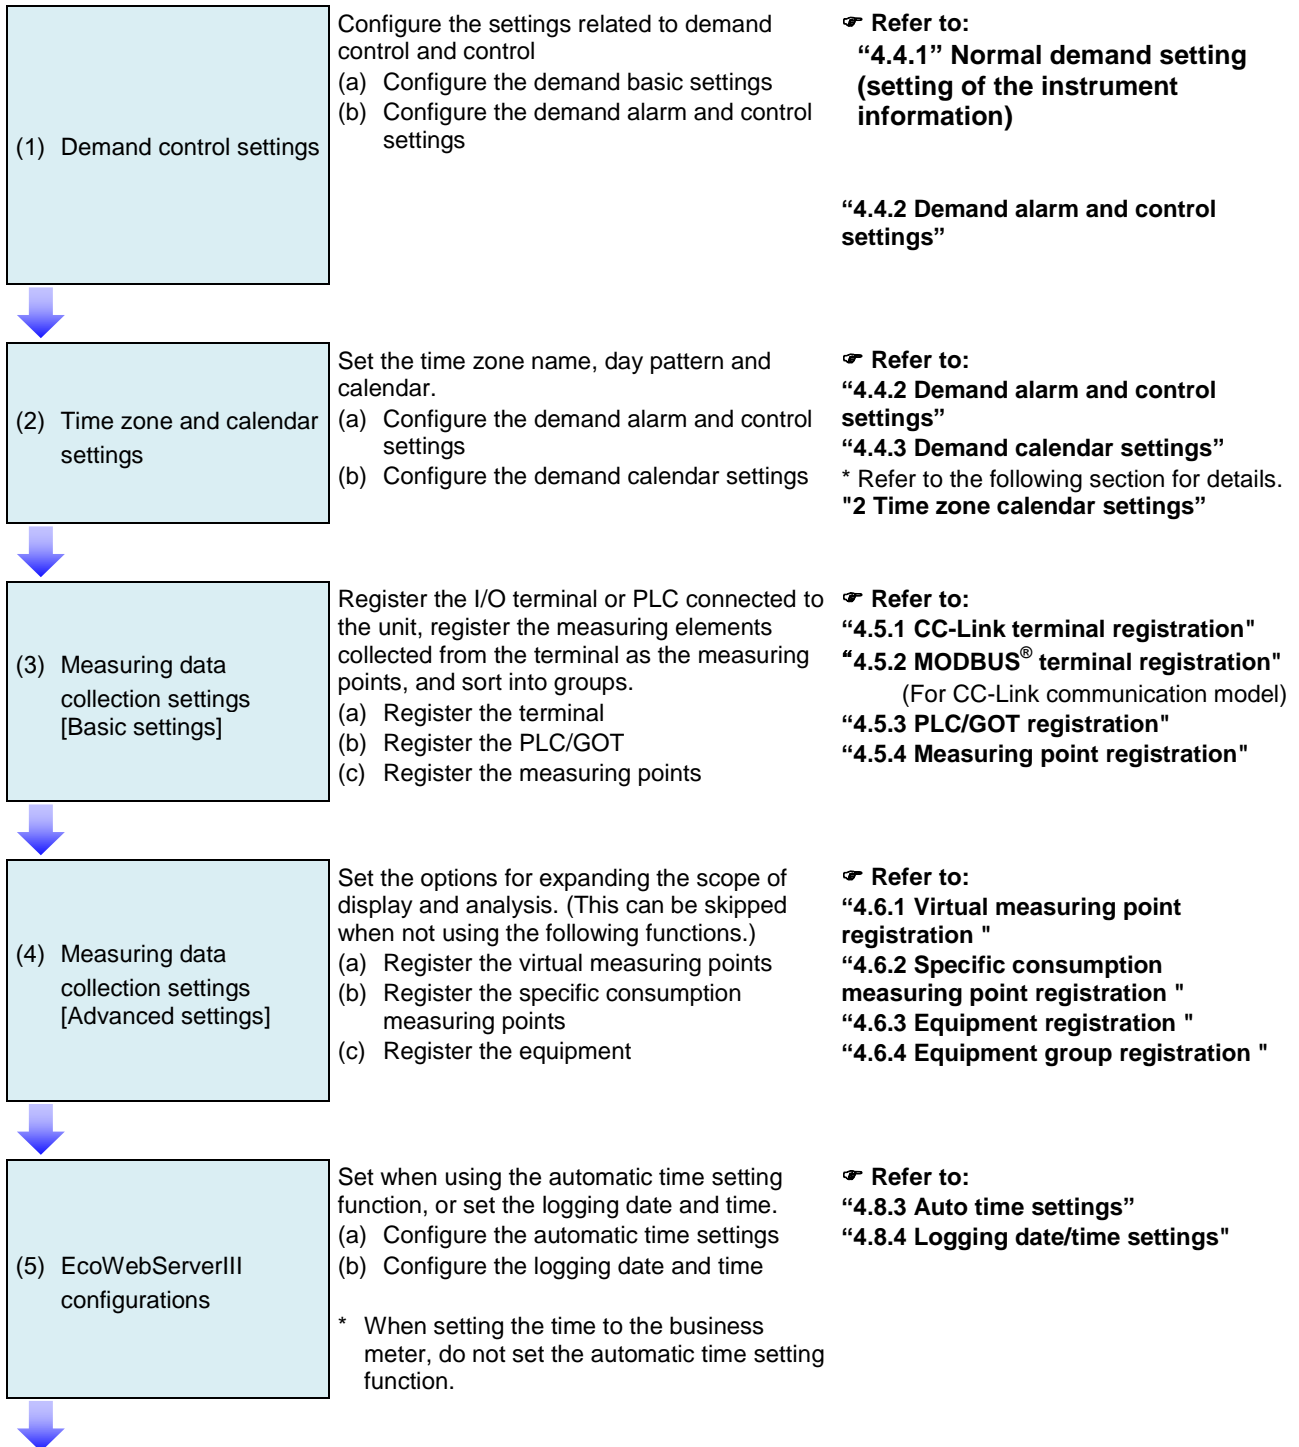 (1) Demand control settings
Configure the settings related to demand
control and control
(a) Configure the demand basic settings
(b) Configure the demand alarm and control
settings
☞ Refer to:
“4.4.1” Normal demand setting
(setting of the instrument
information)
“4.4.2 Demand alarm and control
settings”
(2) Time zone and calendar
settings
Set the time zone name, day pattern and
calendar.
(a) Configure the demand alarm and control
settings
(b) Configure the demand calendar settings
☞ Refer to:
“4.4.2 Demand alarm and control
settings”
“4.4.3 Demand calendar settings”
* Refer to the following section for details.
"2 Time zone calendar settings”
(3) Measuring data
collection settings
[Basic settings]
Register the I/O terminal or PLC connected to
the unit, register the measuring elements
collected from the terminal as the measuring
points, and sort into groups.
(a) Register the terminal
(b) Register the PLC/GOT
(c) Register the measuring points
☞ Refer to:
“4.5.1 CC-Link terminal registration"
“4.5.2 MODBUS® terminal registration"
(For CC-Link communication model)
“4.5.3 PLC/GOT registration"
“4.5.4 Measuring point registration"
(4) Measuring data
collection settings
[Advanced settings]
Set the options for expanding the scope of
display and analysis. (This can be skipped
when not using the following functions.)
(a) Register the virtual measuring points
(b) Register the specific consumption
measuring points
(c) Register the equipment
☞ Refer to:
“4.6.1 Virtual measuring point
registration "
“4.6.2 Specific consumption
measuring point registration "
“4.6.3 Equipment registration "
“4.6.4 Equipment group registration "
(5) EcoWebServerIII
configurations
Set when using the automatic time setting
function, or set the logging date and time.
(a) Configure the automatic time settings
(b) Configure the logging date and time
* When setting the time to the business
meter, do not set the automatic time setting
function.
☞ Refer to:
“4.8.3 Auto time settings”
“4.8.4 Logging date/time settings"